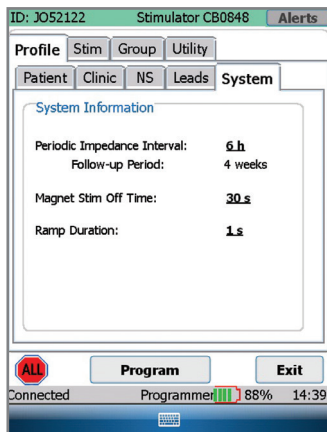 ID: JO52122 Stimulator CB0848 Alerts
Profile Stim Group Utility
Patient Clinic NS Leads System
System Information
Periodic Impedance Interval: 6 h
Follow-up Period: 4 weeks
Magnet Stim Off Time: 30 s
Ramp Duration: 1 s
ALL Program Exit
Connected Programmer 88% 14:39